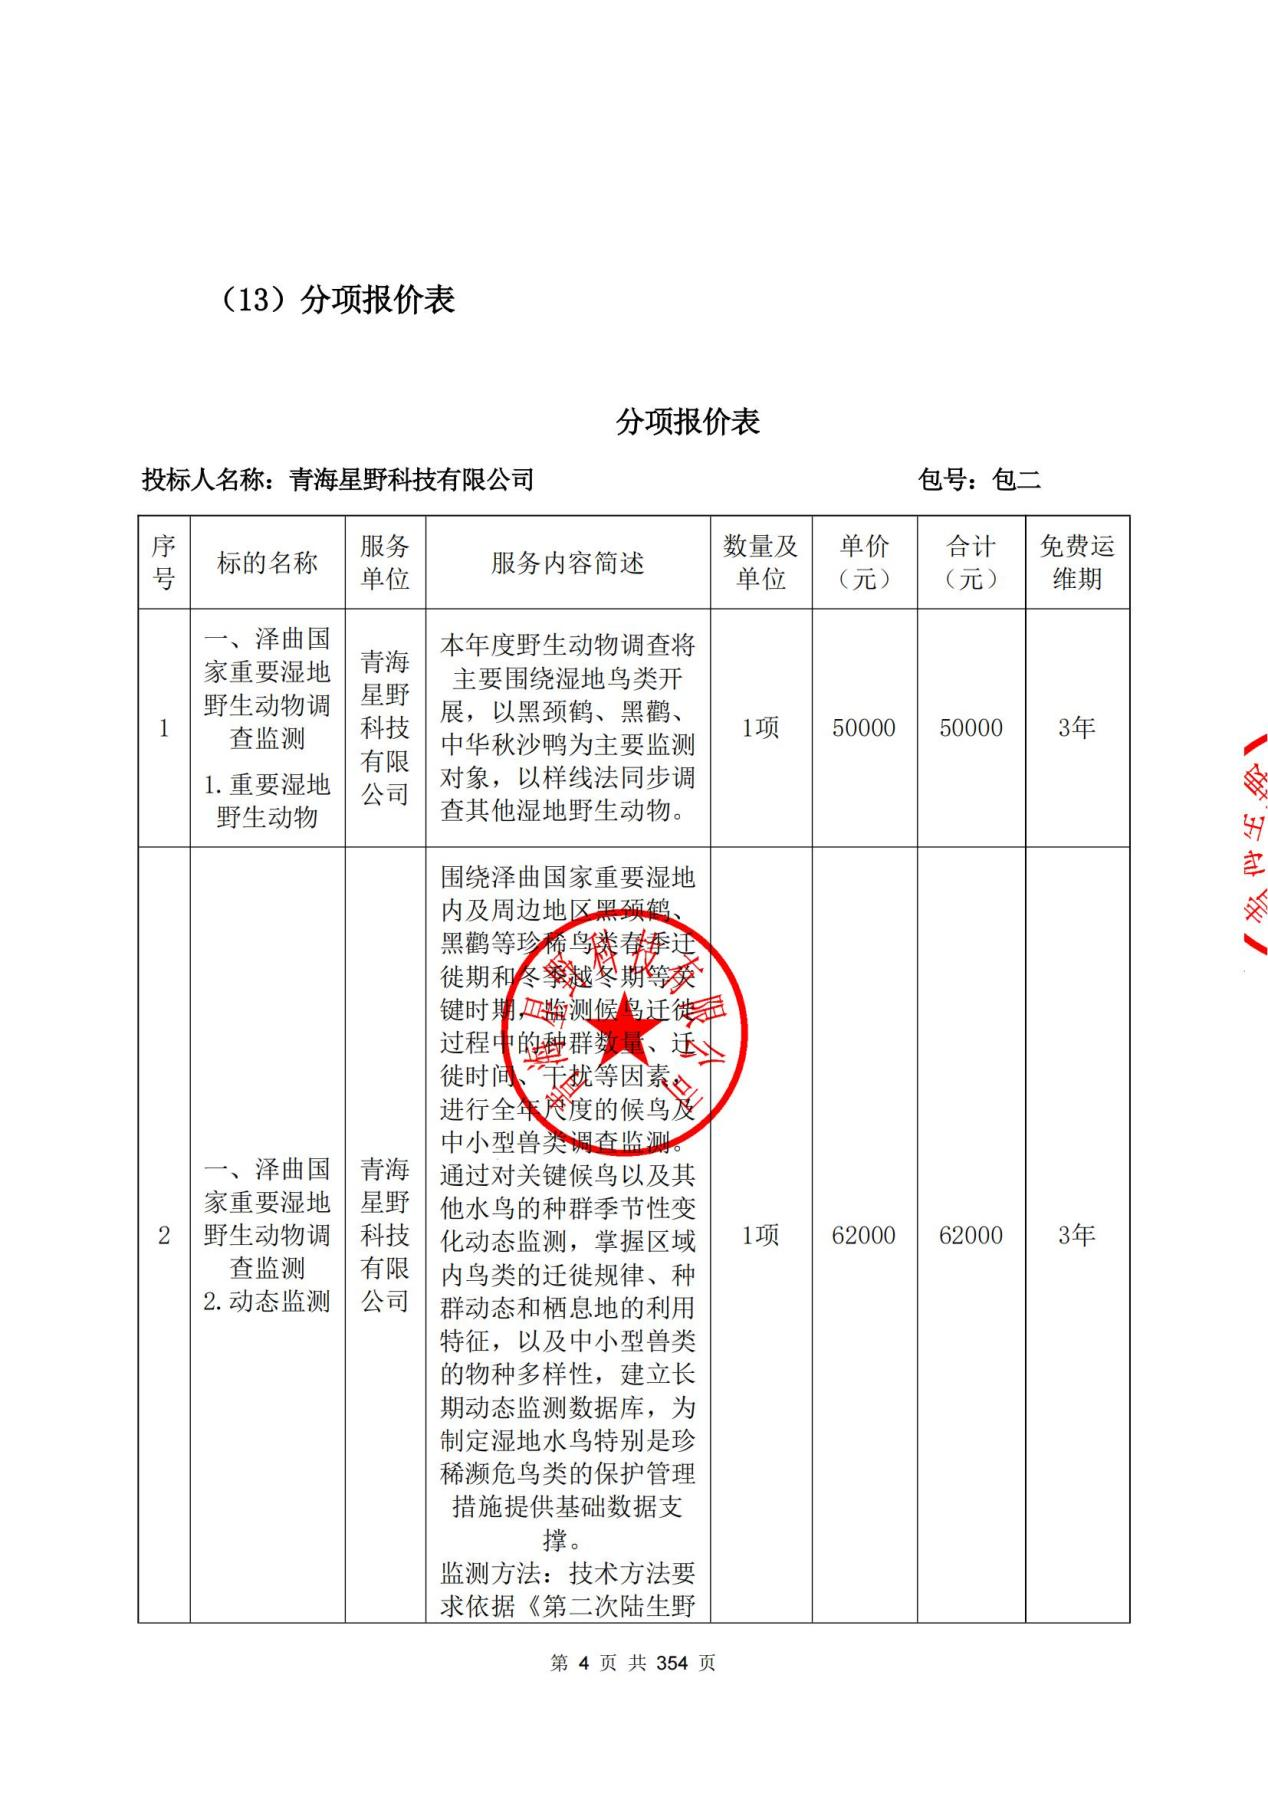 （13）分项报价表
分项报价表
投标人名称：青海星野科技有限公司 包号：包二
序号 标的名称 服务单位 服务内容简述 数量及单位 单价（元） 合计（元） 免费运维期
1
一、泽曲国
家重要湿地
野生动物调
查监测
1.重要湿地
野生动物
青海
星野
科技
有限
公司
本年度野生动物调查将
主要围绕湿地鸟类开
展，以黑颈鹤、黑鹳、
中华秋沙鸭为主要监测
对象，以样线法同步调
查其他湿地野生动物。
1项
50000
50000
3年
2
一、泽曲国
家重要湿地
野生动物调
查监测
2.动态监测
青海
星野
科技
有限
公司
围绕泽曲国家重要湿地
内及周边地区黑颈鹤、
黑鹳等珍稀鸟类春季迁
徙期和冬季越冬期等关
键时期，监测候鸟迁徙
过程中的种群数量、迁
徙时间、干扰等因素，
进行全年尺度的候鸟及
中小型兽类调查监测。
通过对关键候鸟以及其
他水鸟的种群季节性变
化动态监测，掌握区域
内鸟类的迁徙规律、种
群动态和栖息地的利用
特征，以及中小型兽类
的物种多样性，建立长
期动态监测数据库，为
制定湿地水鸟特别是珍
稀濒危鸟类的保护管理
措施提供基础数据支
撑。
监测方法：技术方法要
求依据《第二次陆生野
1项
62000
62000
3年
青海星野科技有限公司
第 4 页 共 354 页